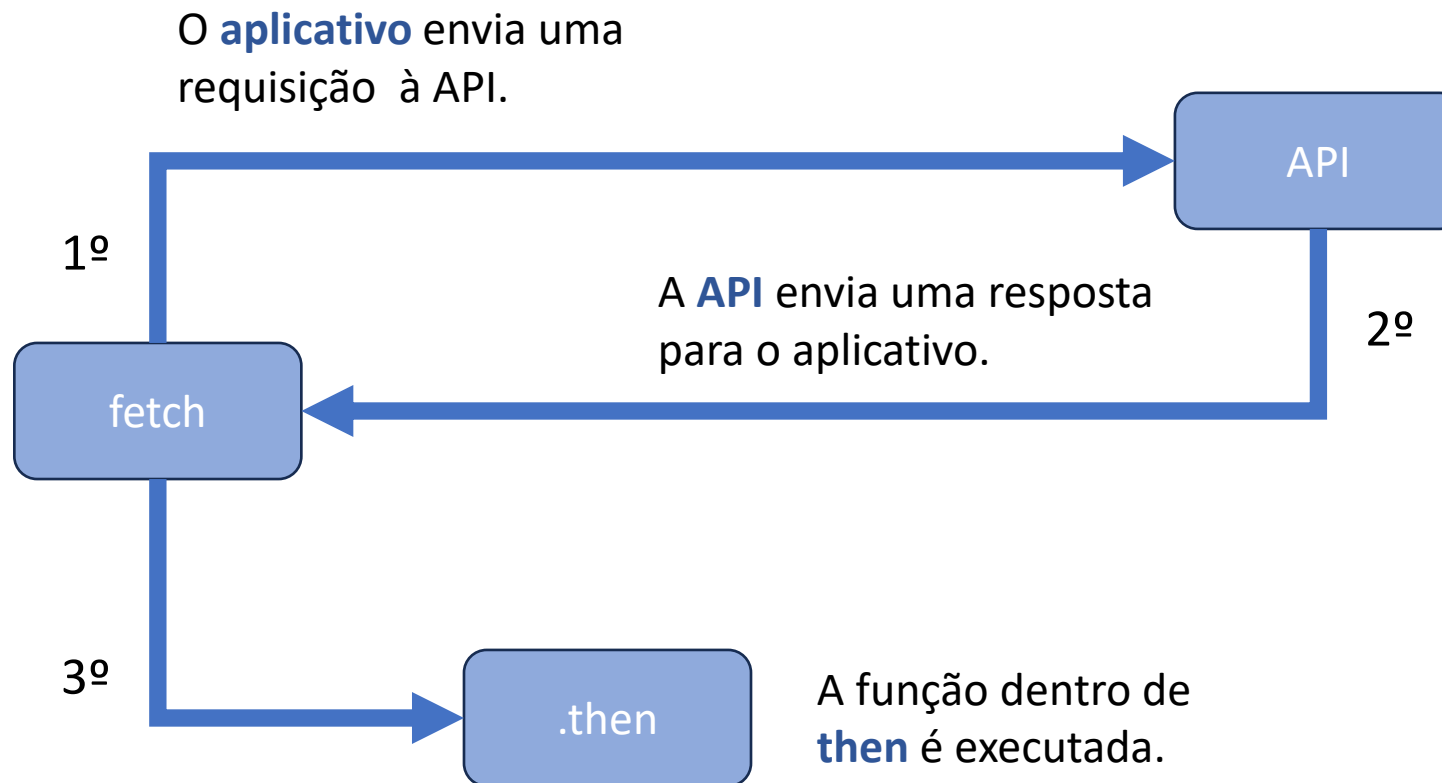 O aplicativo envia uma
requisição à API.
API
1º
A API envia uma resposta
para o aplicativo.
2º
fetch
3º
.then
A função dentro de
then é executada.